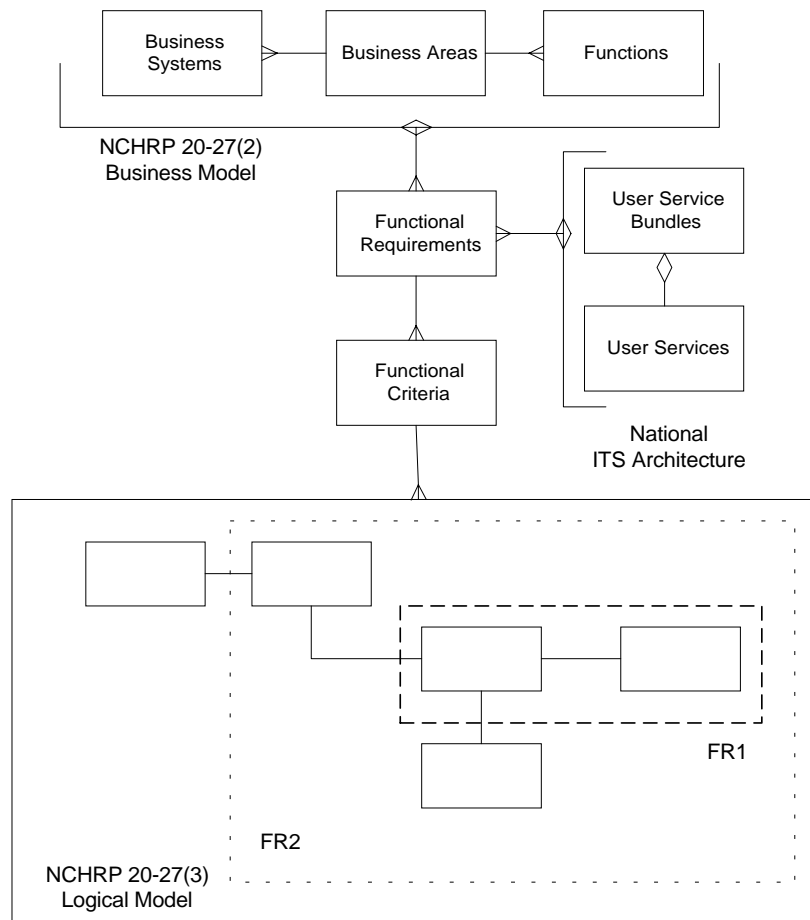 Business
Systems
Business Areas
Functions
NCHRP 20-27(2)
Business Model
Functional
Requirements
User Service
Bundles
User Services
Functional
Criteria
National
ITS Architecture
FR1
FR2
NCHRP 20-27(3)
Logical Model